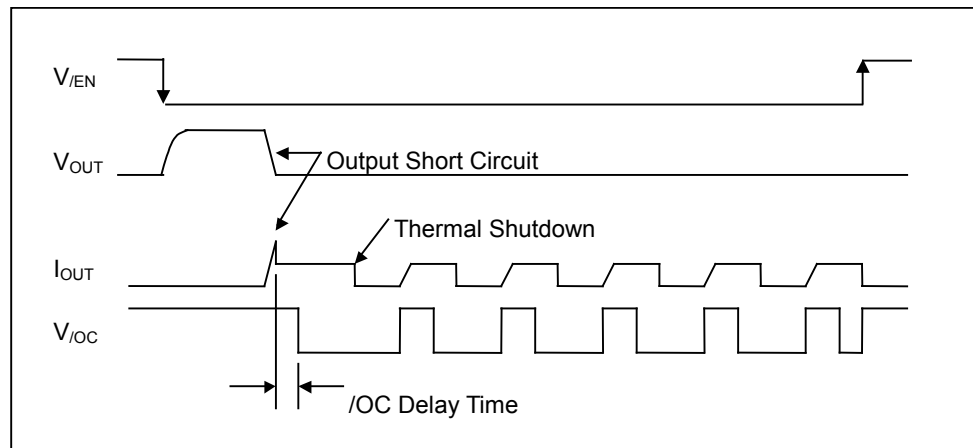 V/EN
VOUT
Output Short Circuit
Thermal Shutdown
IOUT
V/OC
/OC Delay Time